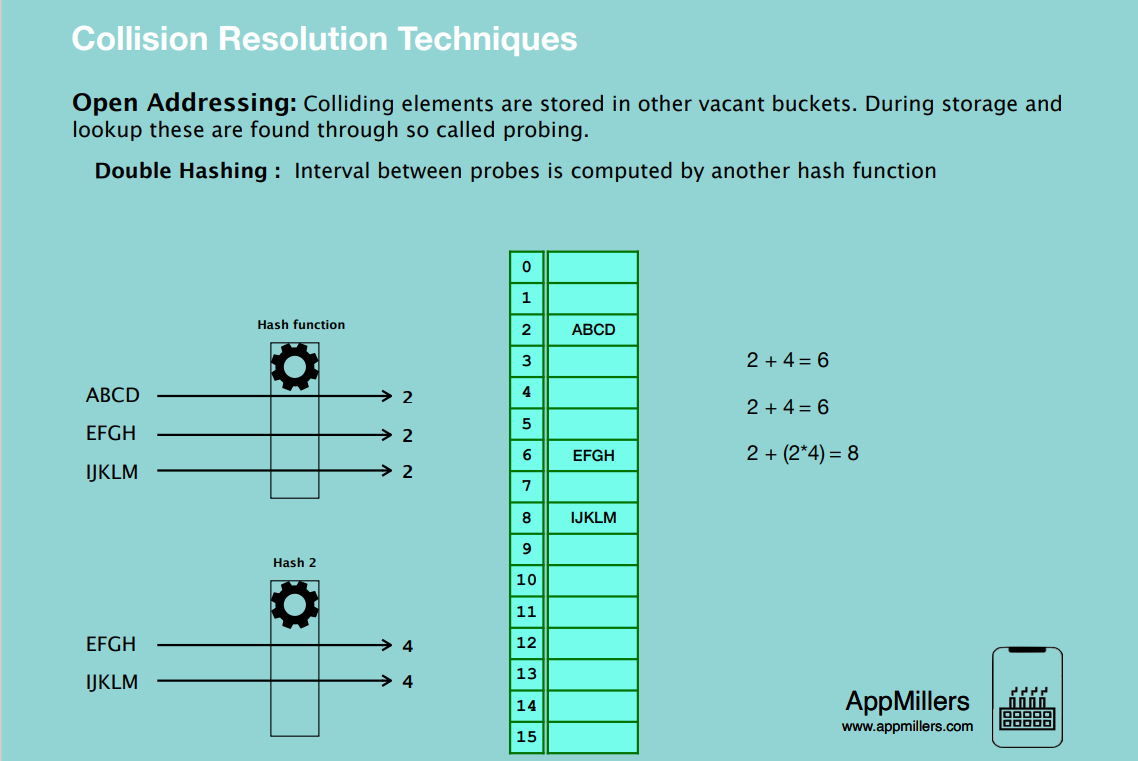 Collision Resolution Techniques
Open Addressing: Colliding elements are stored in other vacant buckets. During storage and
lookup these are found through so called probing.
Double Hashing : Interval between probes is computed by another hash function
Hash function
ABCD 2
EFGH 2
IJKLM 2
Hash 2
EFGH 4
IJKLM 4
0
1
2 ABCD
3
4
5
6 EFGH
7
8 IJKLM
9
10
11
12
13
14
15
2 + 4 = 6
2 + 4 = 6
2 + (2*4) = 8
AppMillers
www.appmillers.com